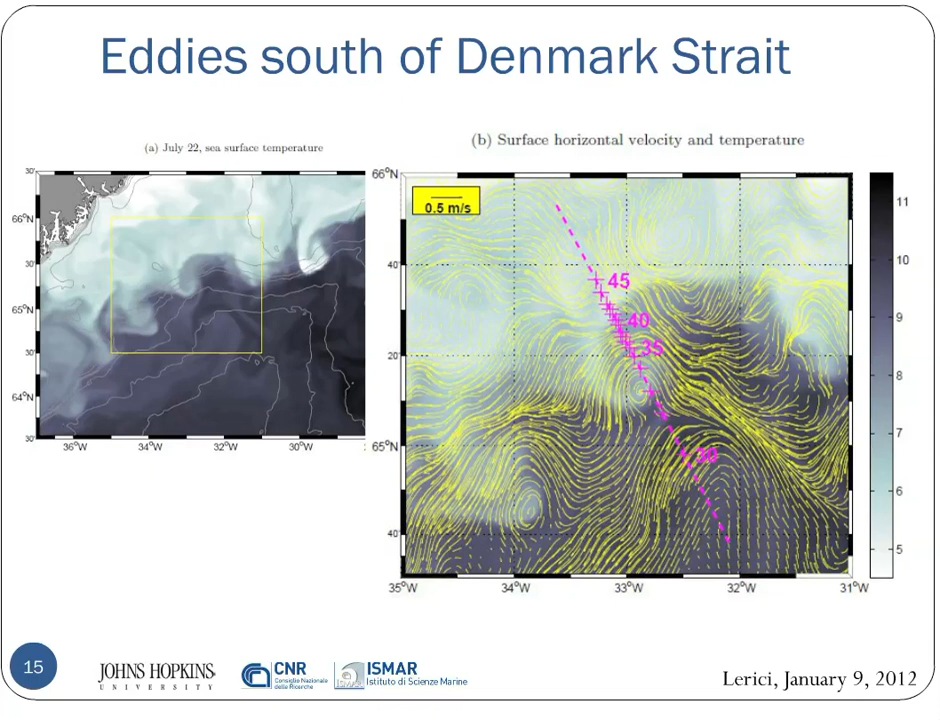 Eddies south of Denmark Strait
(a) July 22, sea surface temperature
30'
66°N
30'
65°N
30'
64°N
30'
36°W 34°W 32°W 30°W
(b) Surface horizontal velocity and temperature
0.5 m/s
66°N
40'
20'
65°N
40'
45
40
35
30
35°W 34°W 33°W 32°W 31°W
11
10
9
8
7
6
5
15
JOHNS HOPKINS
UNIVERSITY
CNR
Consiglio Nazionale
delle Ricerche
ISMAR
ISMAR
Istituto di Scienze Marine
Lerici, January 9, 2012